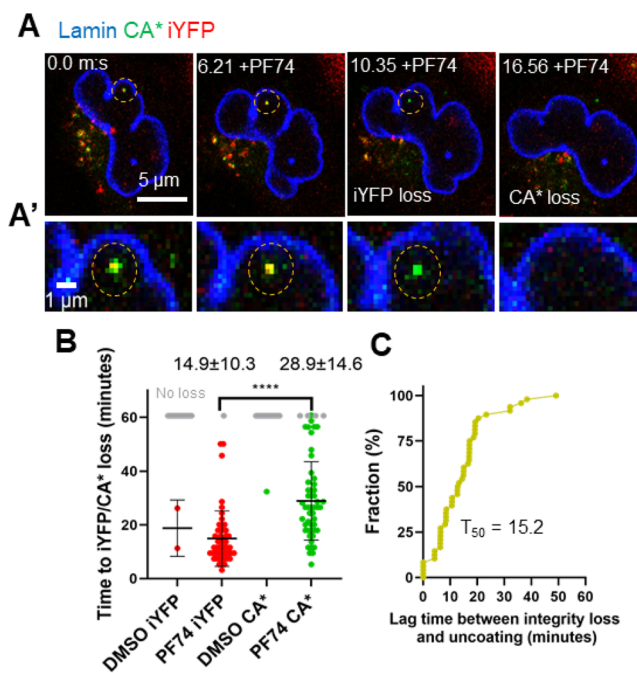 A
Lamin CA* iYFP
0.0 m:s
6.21 +PF74
10.35 +PF74
16.56 +PF74
5 µm
iYFP loss
CA* loss
A'
1 µm
B
14.9±10.3
28.9±14.6
Time to iYFP/CA* loss (minutes)
No loss
****
60
40
20
0
DMSO iYFP
PF74 iYFP
DMSO CA*
PF74 CA*
C
Fraction (%)
100
75
50
25
0
T50 = 15.2
0 10 20 30 40 50 60
Lag time between integrity loss
and uncoating (minutes)